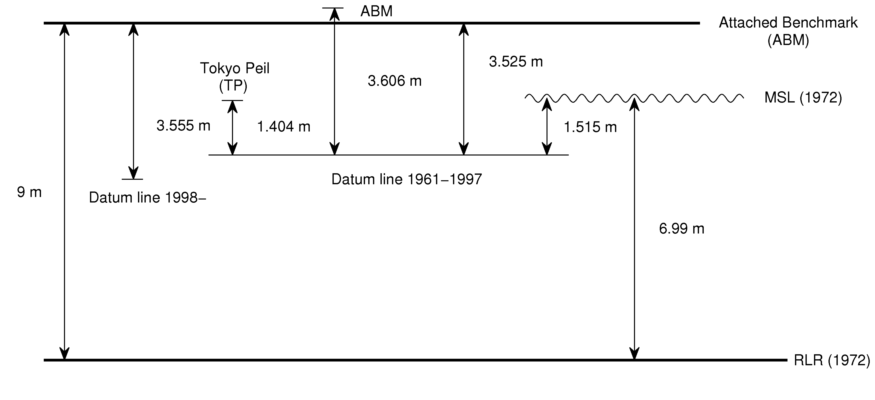 ABM
Attached Benchmark
(ABM)
3.525 m
Tokyo Peil
(TP)
3.606 m
MSL (1972)
3.555 m
1.404 m
1.515 m
Datum line 1961–1997
9 m
Datum line 1998–
6.99 m
RLR (1972)